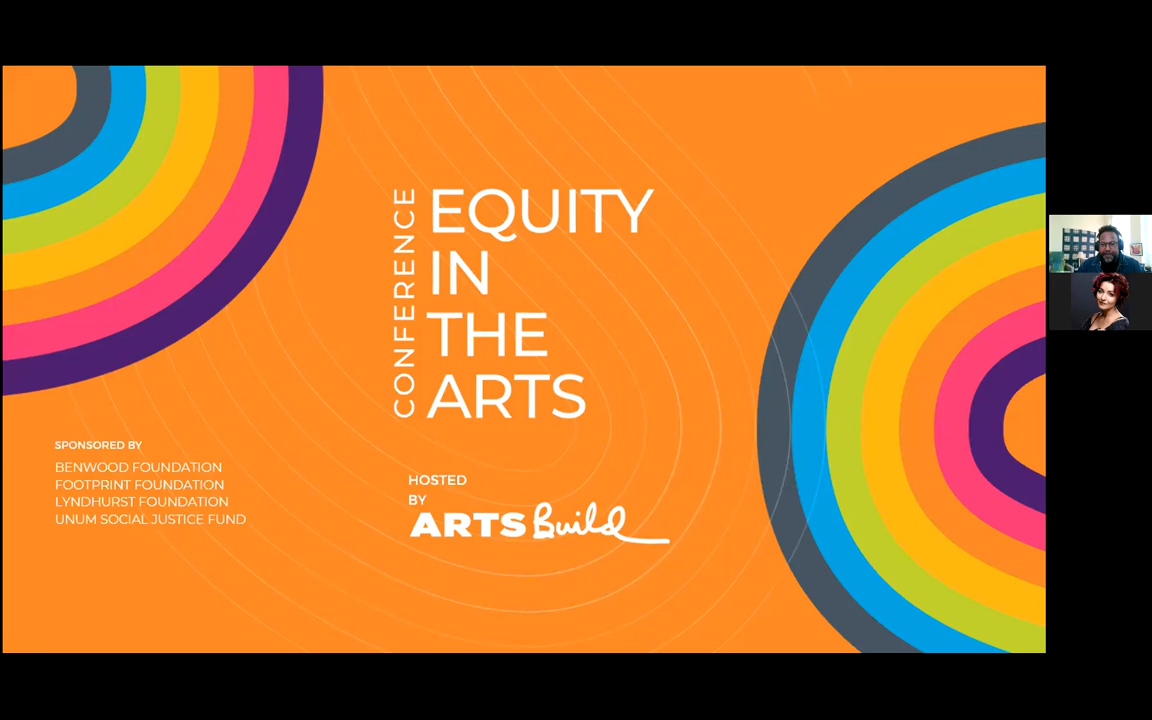 CONFERENCE
EQUITY
IN
THE
ARTS
SPONSORED BY
BENWOOD FOUNDATION
FOOTPRINT FOUNDATION
LYNDHURST FOUNDATION
UNUM SOCIAL JUSTICE FUND
HOSTED
BY
ARTS Build